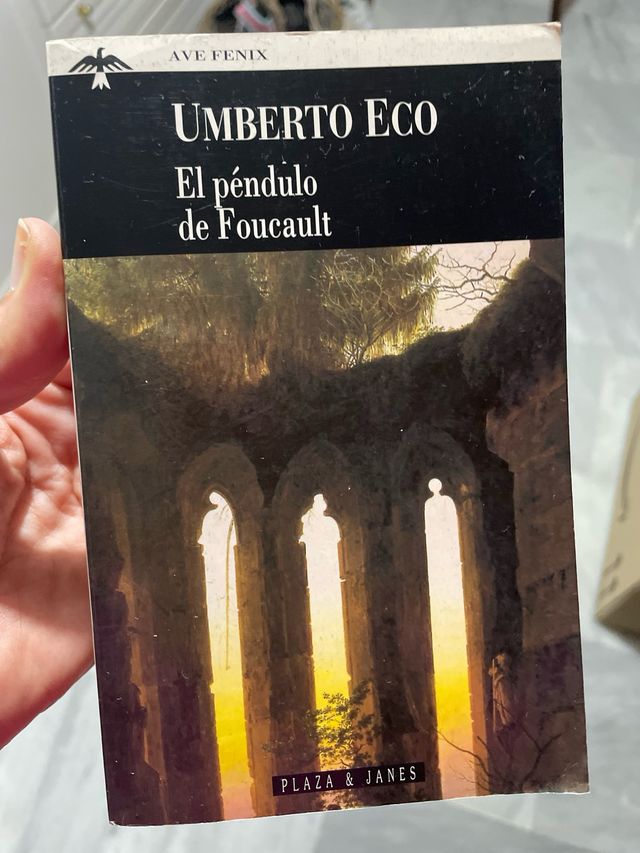 AVE FENIX
UMBERTO ECO
El péndulo
de Foucault
PLAZA & JANES